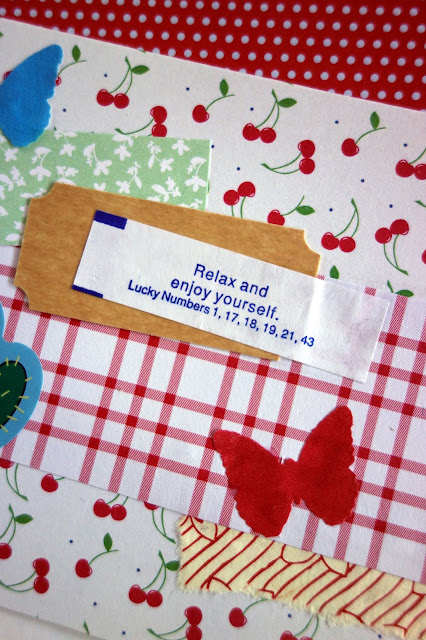 Relax and
enjoy yourself.
Lucky Numbers 1, 17, 18, 19, 21, 43